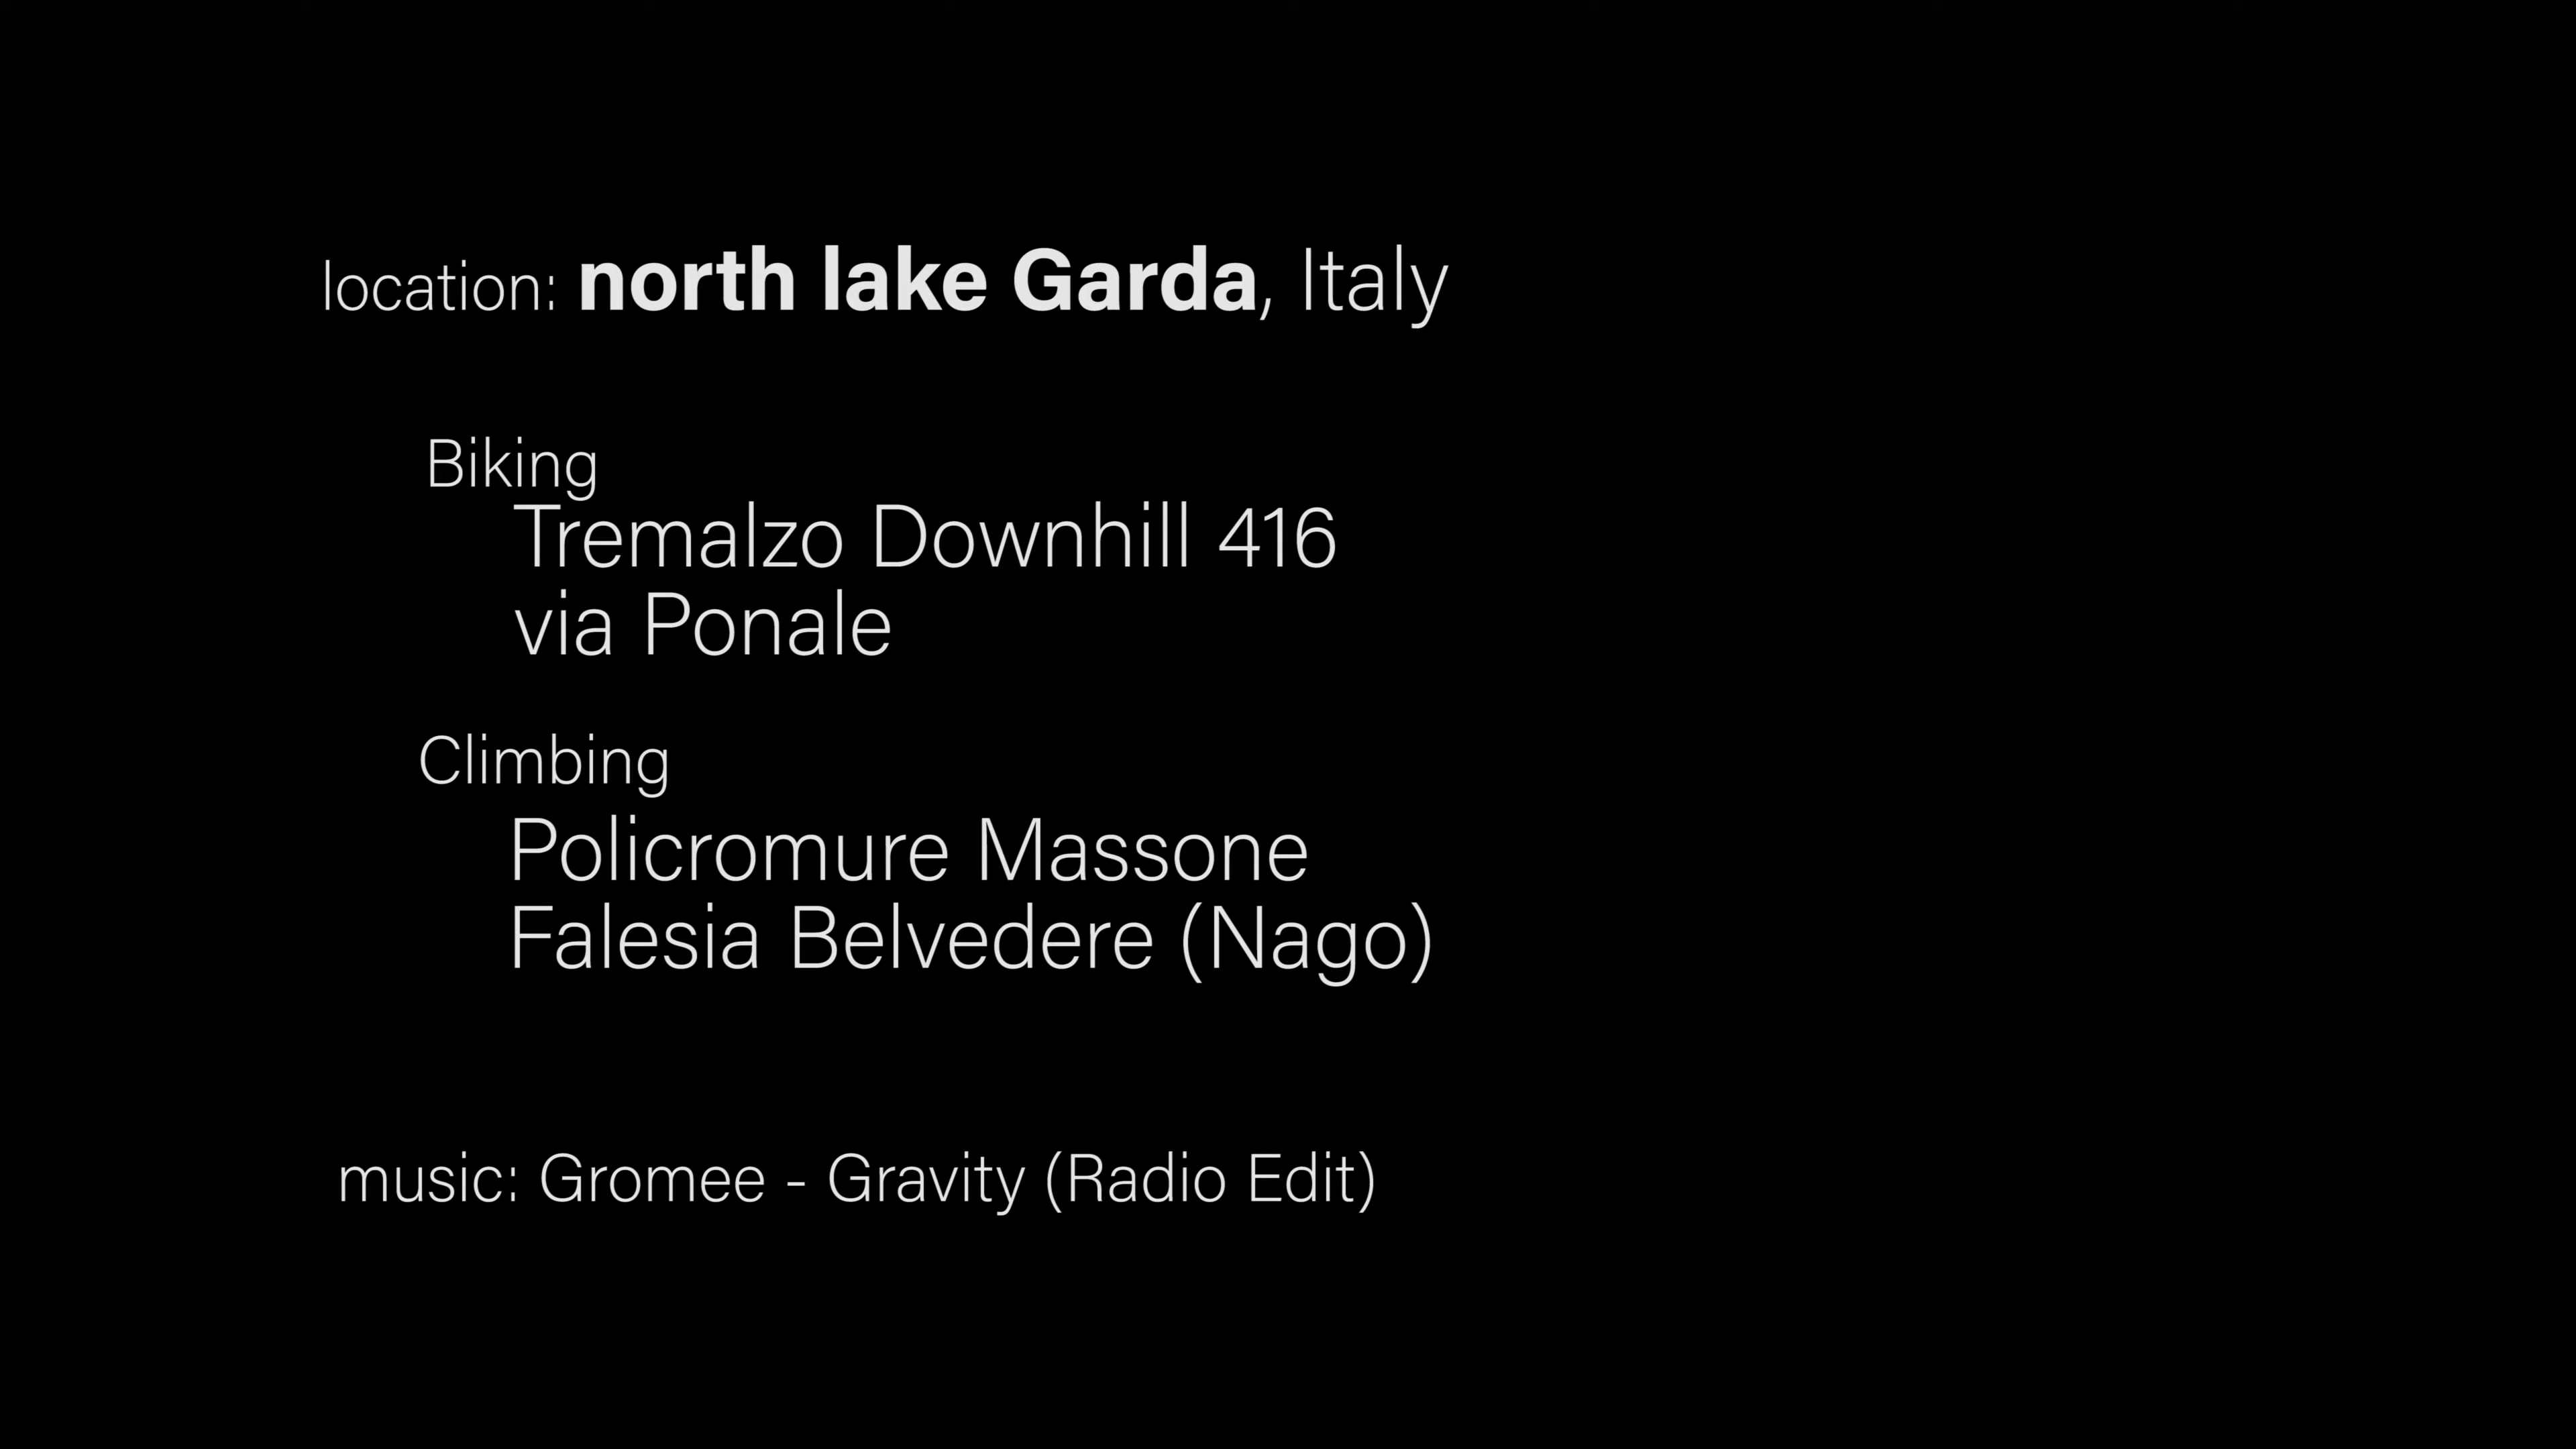 location: north lake Garda, Italy
Biking
Tremalzo Downhill 416
via Ponale
Climbing
Policromure Massone
Falesia Belvedere (Nago)
music: Gromee - Gravity (Radio Edit)